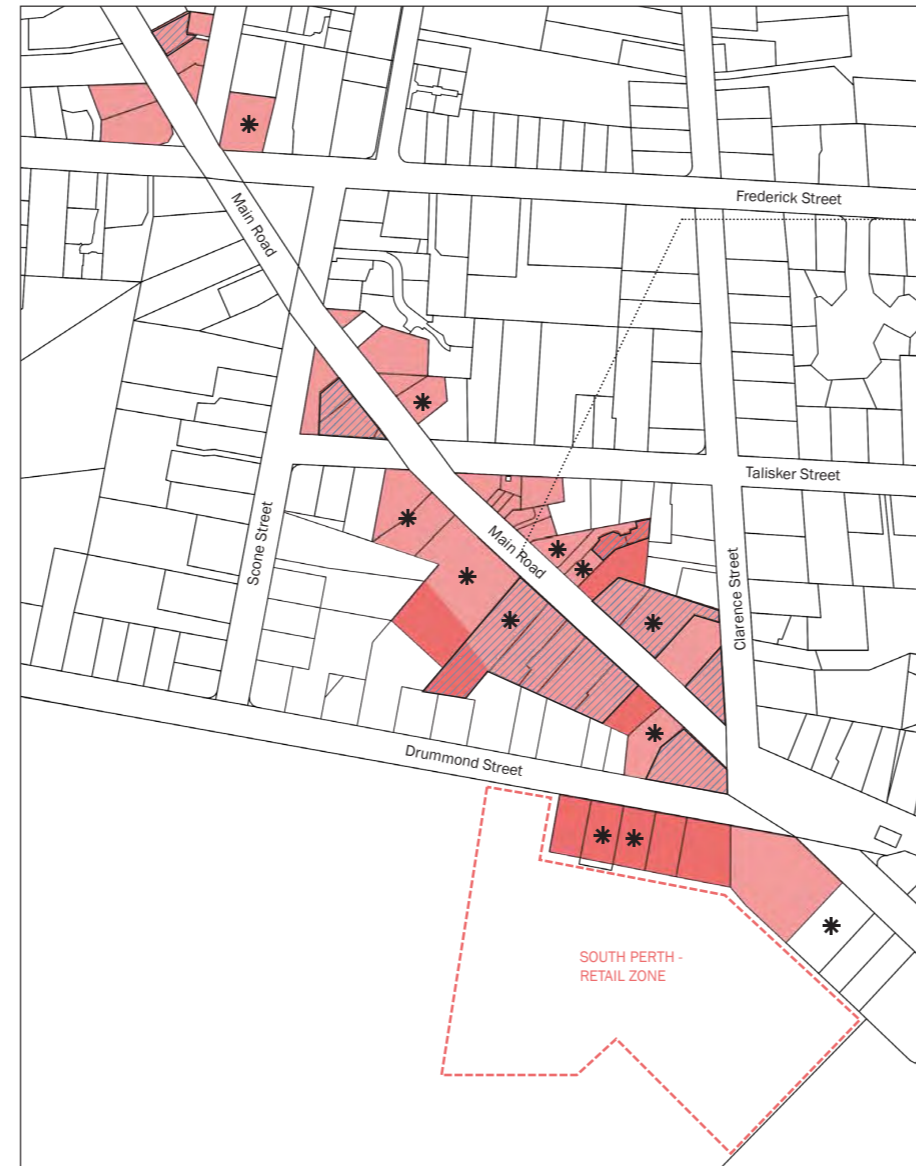 Frederick Street
Main Road
Talisker Street
Main Road
Scone Street
Clarence Street
Drummond Street
SOUTH PERTH -
RETAIL ZONE